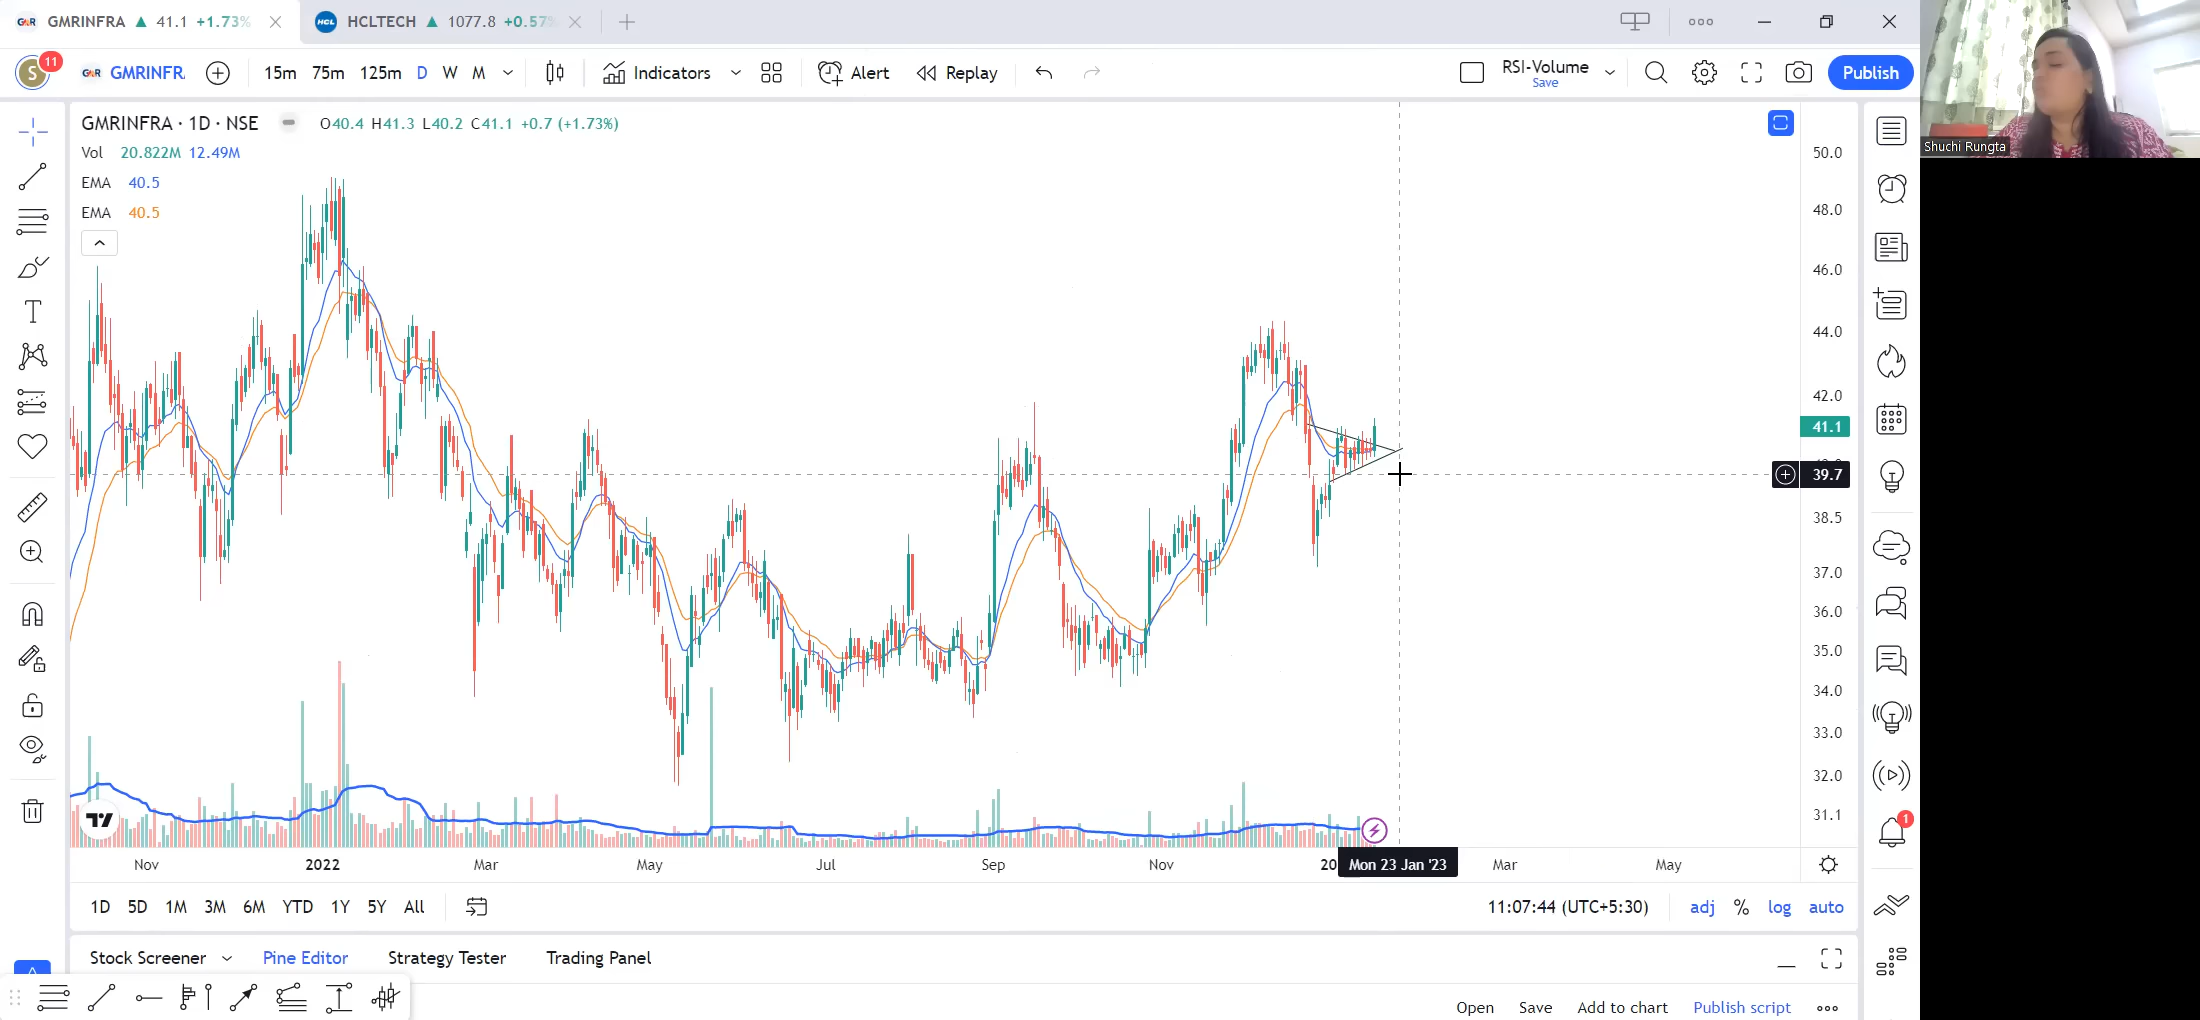 GMRINFRA ▲ 41.1 +1.73%
HCL HCLTECH ▲ 1077.8 +0.57%
S 11 GMRINFR 15m 75m 125m D W M Indicators Alert Replay RSI-Volume Save Publish
GMRINFRA · 1D · NSE O40.4 H41.3 L40.2 C41.1 +0.7 (+1.73%)
Vol 20.822M 12.49M
EMA 40.5
EMA 40.5
Shuchi Rungta
50.0
48.0
46.0
44.0
42.0
41.1
39.7
38.5
37.0
36.0
35.0
34.0
33.0
32.0
31.1
1
Nov 2022 Mar May Jul Sep Nov 20 Mon 23 Jan '23 Mar May
1D 5D 1M 3M 6M YTD 1Y 5Y All 11:07:44 (UTC+5:30) adj % log auto
Stock Screener Pine Editor Strategy Tester Trading Panel
Open Save Add to chart Publish script